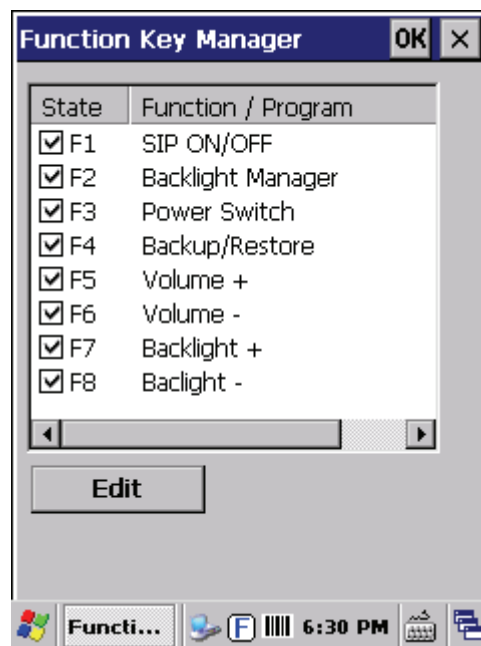 Function Key Manager OK ×
State Function / Program
F1 SIP ON/OFF
F2 Backlight Manager
F3 Power Switch
F4 Backup/Restore
F5 Volume +
F6 Volume -
F7 Backlight +
F8 Baclight -
Edit
Functi... F 6:30 PM